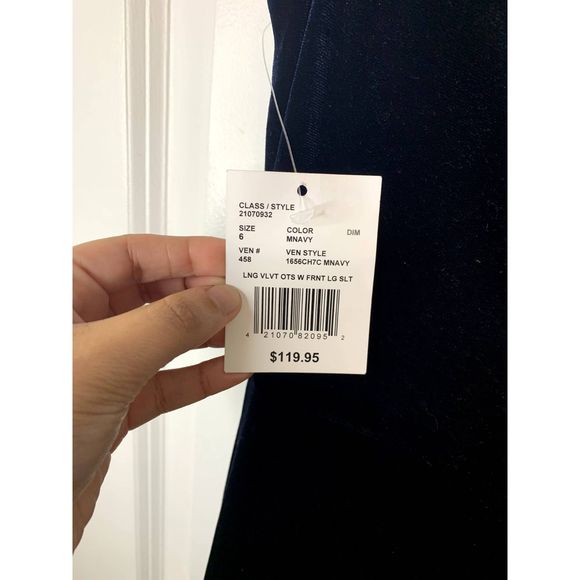 CLASS / STYLE
21070932
SIZE COLOR DIM
6 MNAVY
VEN # VEN STYLE
458 1656CH7C MNAVY
LNG VLVT OTS W FRNT LG SLT
4 21070 82095 2
$119.95